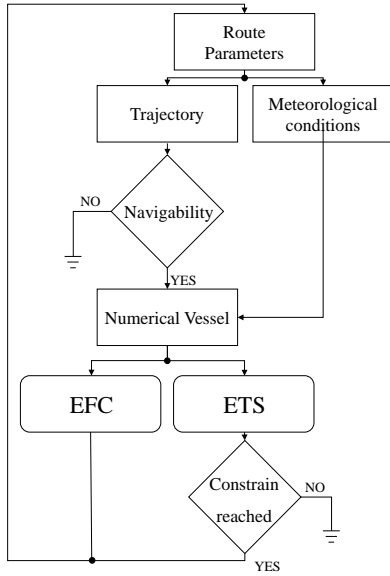 Route
Parameters
Trajectory
Meteorological
conditions
NO
Navigability
YES
Numerical Vessel
EFC
ETS
Constrain
reached
NO
YES